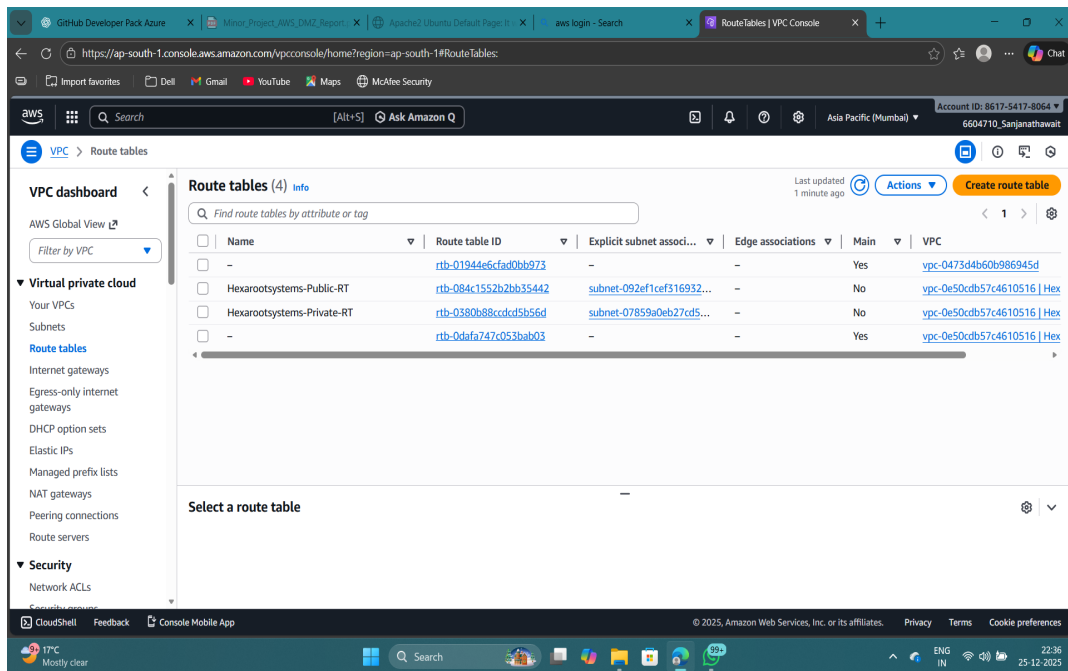 GitHub Developer Pack Azure
Minor_Project_AWS_DMZ_Report.
Apache2 Ubuntu Default Page: It
aws login - Search
RouteTables | VPC Console
https://ap-south-1.console.aws.amazon.com/vpcconsole/home?region=ap-south-1#RouteTables:
Chat
Import favorites
Dell
Gmail
YouTube
Maps
McAfee Security
aws
Search
[Alt+S]
Ask Amazon Q
Asia Pacific (Mumbai) ▼
Account ID: 8617-5417-8064 ▼
6604710_Sanjanathawait
VPC > Route tables
VPC dashboard
AWS Global View
Filter by VPC
Virtual private cloud
Your VPCs
Subnets
Route tables
Internet gateways
Egress-only internet
gateways
DHCP option sets
Elastic IPs
Managed prefix lists
NAT gateways
Peering connections
Route servers
Security
Network ACLs
Route tables (4) Info
Last updated
1 minute ago
Actions ▼
Create route table
Find route tables by attribute or tag
1
Name Route table ID Explicit subnet associ... Edge associations Main VPC
– rtb-01944e6cfad0bb973 – – Yes vpc-0473d4b60b986945d
Hexarootsystems-Public-RT rtb-084c1552b2bb35442 subnet-092ef1cef316932... – No vpc-0e50cdb57c4610516 | Hex
Hexarootsystems-Private-RT rtb-0380b88ccdcd5b56d subnet-07859a0eb27cd5... – No vpc-0e50cdb57c4610516 | Hex
– rtb-0dafa747c053bab03 – – Yes vpc-0e50cdb57c4610516 | Hex
Select a route table
CloudShell
Feedback
Console Mobile App
© 2025, Amazon Web Services, Inc. or its affiliates.
Privacy
Terms
Cookie preferences
9+
17°C
Mostly clear
Search
99+
ENG
IN
22:36
25-12-2025